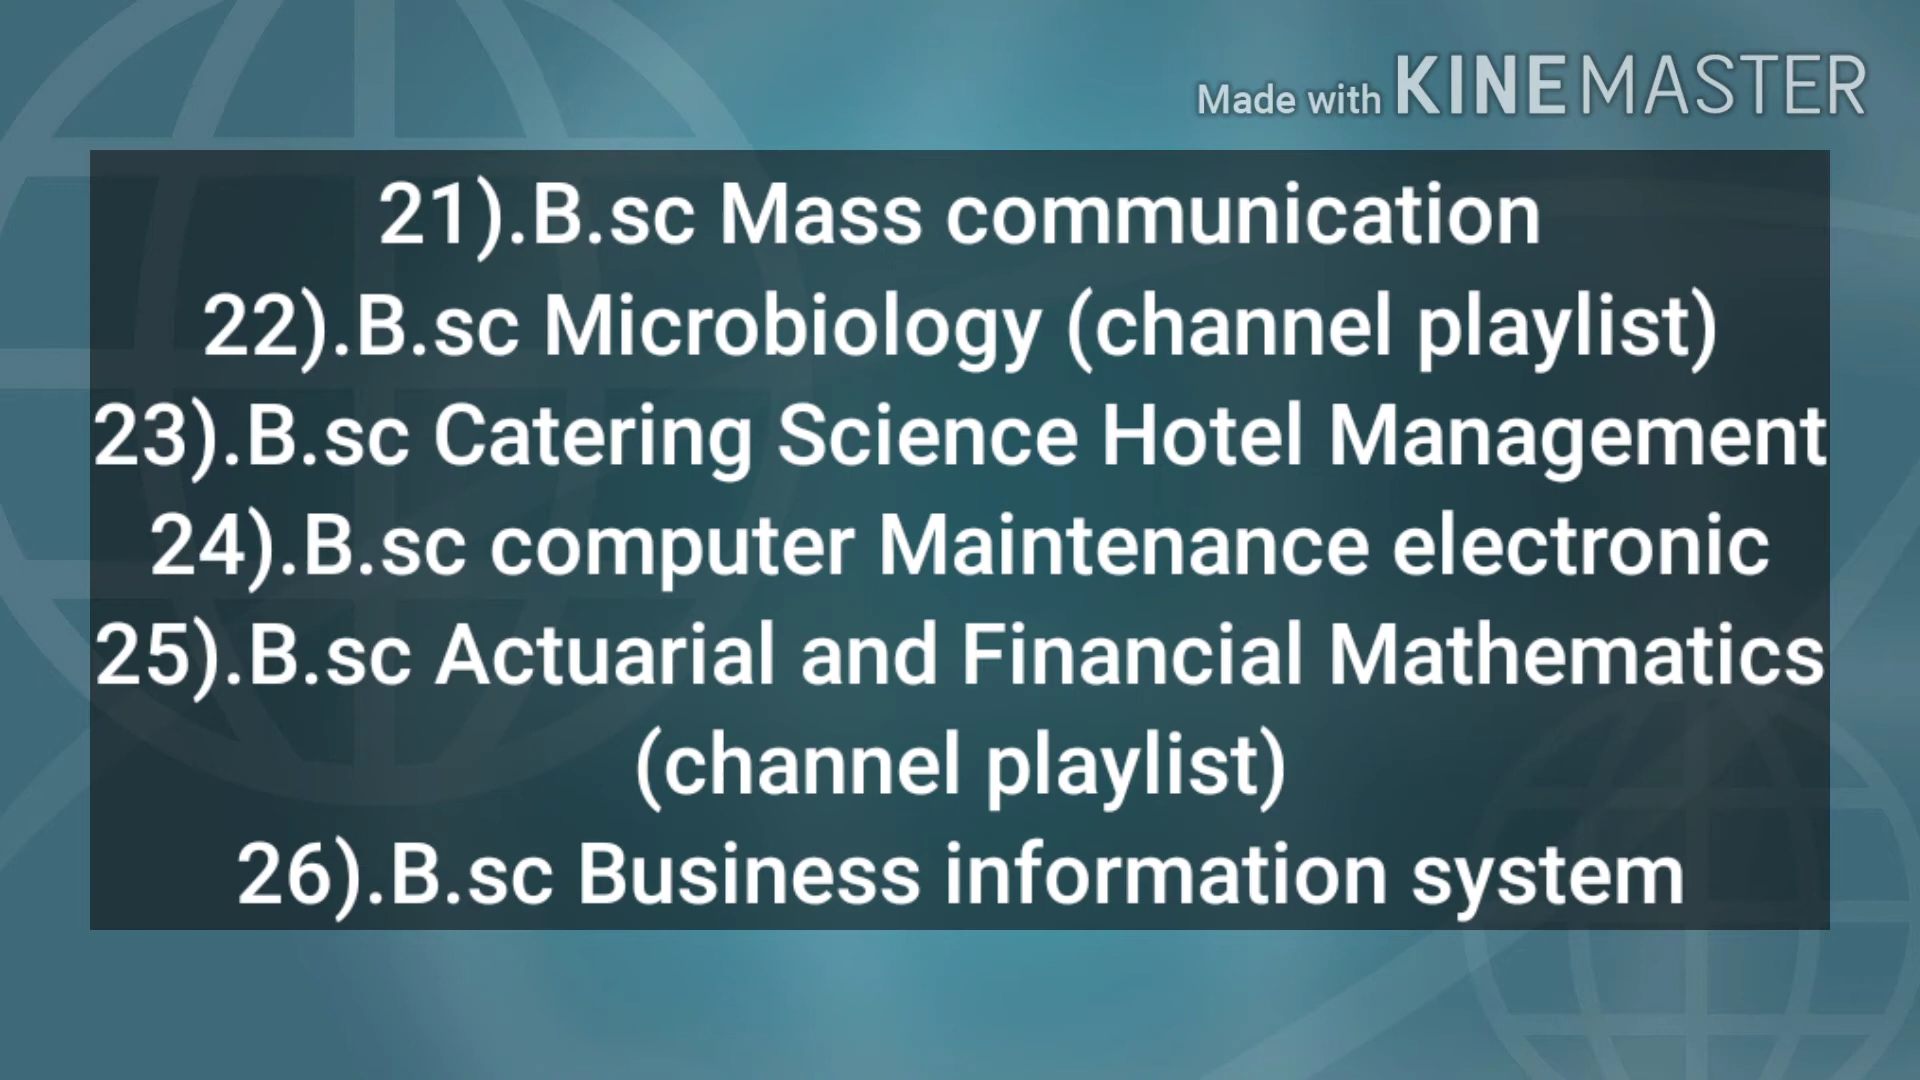 Made with KINEMASTER
21).B.sc Mass communication
22).B.sc Microbiology (channel playlist)
23).B.sc Catering Science Hotel Management
24).B.sc computer Maintenance electronic
25).B.sc Actuarial and Financial Mathematics
(channel playlist)
26).B.sc Business information system